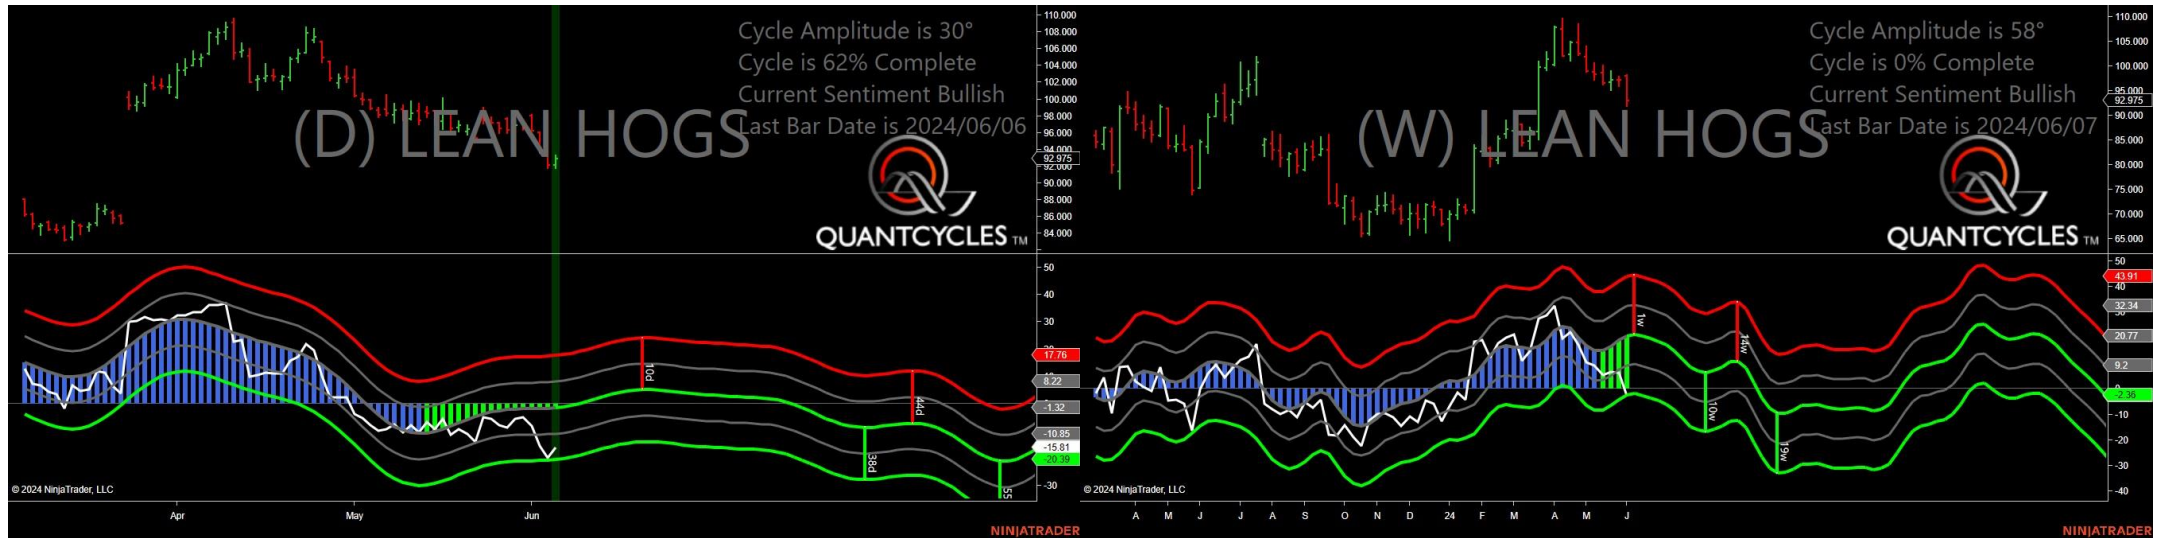 Cycle Amplitude is 30°
Cycle is 62% Complete
Current Sentiment Bullish
Last Bar Date is 2024/06/06
(D) LEAN HOGS
QUANTCYCLES TM
110.000
108.000
106.000
104.000
102.000
100.000
98.000
96.000
94.000
92.975
92.000
90.000
88.000
86.000
84.000
50
40
30
17.76
8.22
-1.32
-10.85
-15.81
-20.39
-30
10d
38d
44d
55
© 2024 NinjaTrader, LLC
Apr
May
Jun
NINJATRADER
Cycle Amplitude is 58°
Cycle is 0% Complete
Current Sentiment Bullish
Last Bar Date is 2024/06/07
(W) LEAN HOGS
QUANTCYCLES TM
110.000
105.000
100.000
95.000
92.975
90.000
85.000
80.000
75.000
70.000
65.000
50
43.91
40
32.34
20.77
9.2
-2.36
-10
-20
-30
-40
1w
10w
14w
19w
© 2024 NinjaTrader, LLC
A M J J A S O N D 24 F M A M J
NINJATRADER